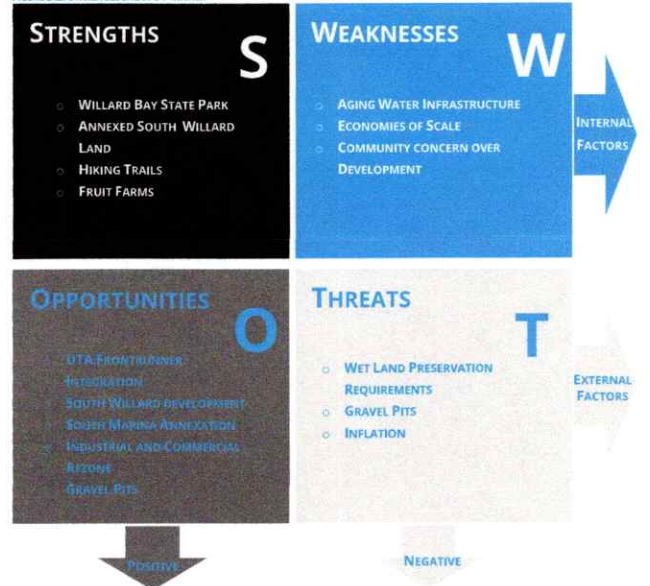 STRENGTHS
S
WILLARD BAY STATE PARK
ANNEXED SOUTH WILLARD
LAND
HIKING TRAILS
FRUIT FARMS
WEAKNESSES
W
AGING WATER INFRASTRUCTURE
ECONOMIES OF SCALE
COMMUNITY CONCERN OVER
DEVELOPMENT
INTERNAL
FACTORS
OPPORTUNITIES
O
UTA FRONTRUNNER
INTEGRATION
SOUTH WILLARD DEVELOPMENT
SOUTH MARINA ANNEXATION
INDUSTRIAL AND COMMERCIAL
REZONE
GRAVEL PITS
THREATS
T
WET LAND PRESERVATION
REQUIREMENTS
GRAVEL PITS
INFLATION
EXTERNAL
FACTORS
POSITIVE
NEGATIVE